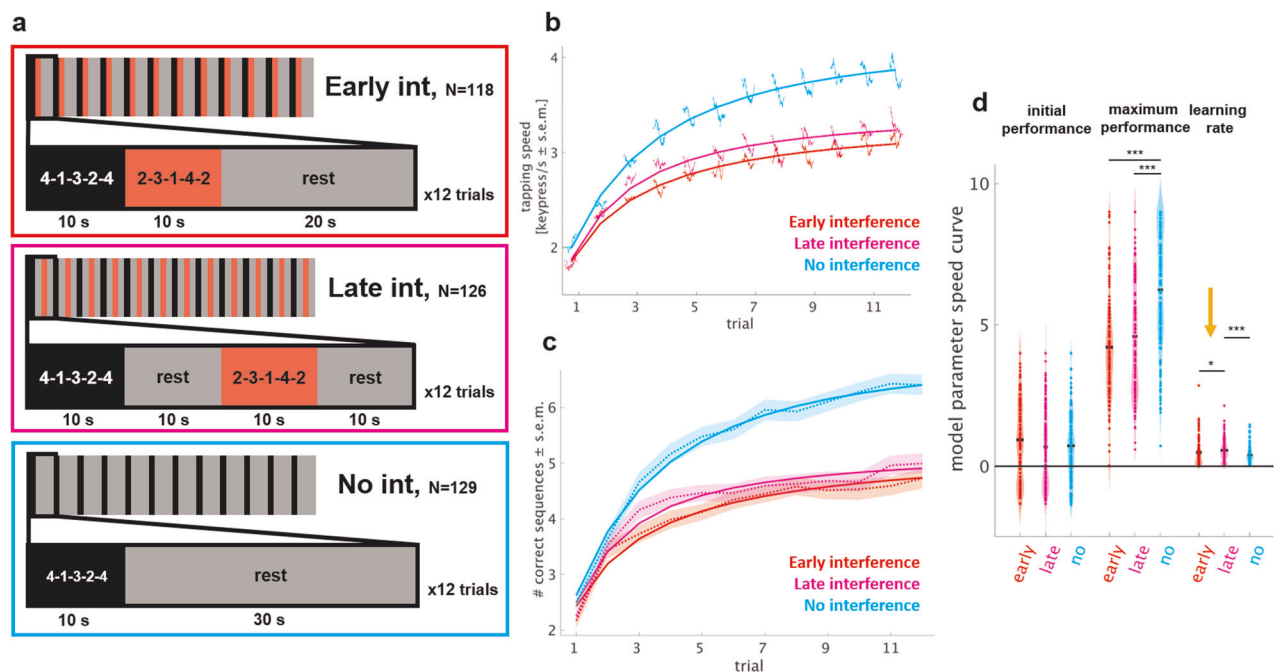 a
Early int, N=118
4-1-3-2-4 2-3-1-4-2 rest
x12 trials
10 s 10 s 20 s
Late int, N=126
4-1-3-2-4 rest 2-3-1-4-2 rest
x12 trials
10 s 10 s 10 s 10 s
No int, N=129
4-1-3-2-4 rest
x12 trials
10 s 30 s
b
tapping speed
[keypress/s ± s.e.m.]
4
3
2
Early interference
Late interference
No interference
1 3 5 7 9 11
trial
c
# correct sequences ± s.e.m.
6
5
4
3
2
Early interference
Late interference
No interference
1 3 5 7 9 11
trial
d
initial
performance
maximum
performance
learning
rate
***
***
***
*
model parameter speed curve
10
5
0
early late no early late no early late no